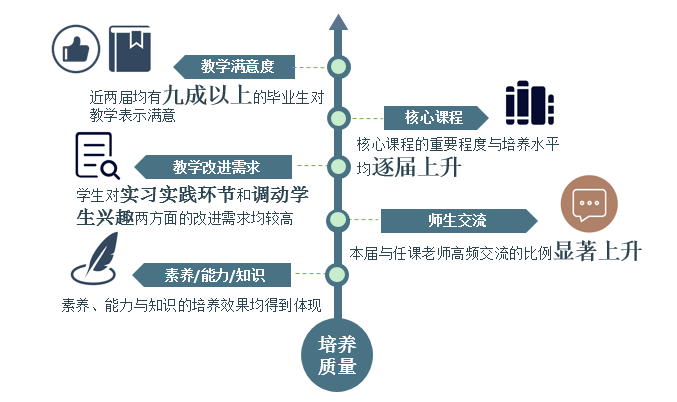 教学满意度
近两届均有九成以上的毕业生对
教学表示满意
核心课程
核心课程的重要程度与培养水平
均逐届上升
教学改进需求
学生对实习实践环节和调动学
生兴趣两方面的改进需求均较高
师生交流
本届与任课老师高频交流的比例显著上升
素养/能力/知识
素养、能力与知识的培养效果均得到体现
培养
质量